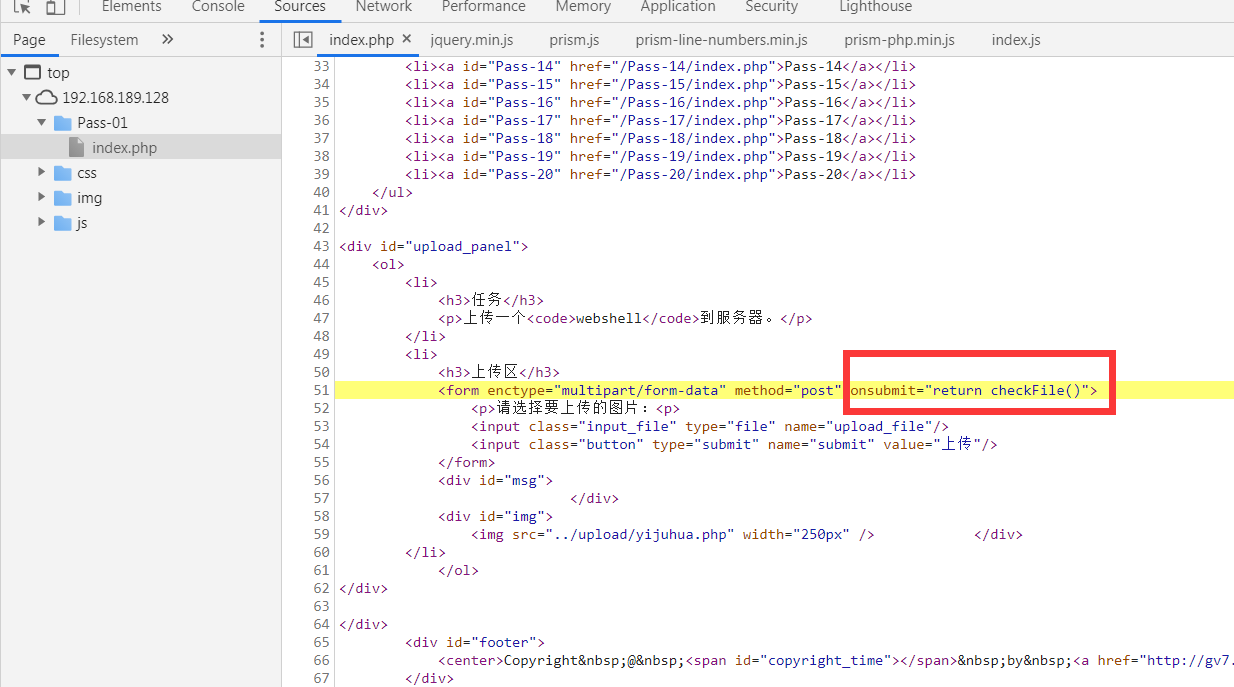 Elements Console Sources Network Performance Memory Application Security Lighthouse
Page Filesystem » index.php × jquery.min.js prism.js prism-line-numbers.min.js prism-php.min.js index.js
top
192.168.189.128
Pass-01
index.php
css
img
js
33 <li><a id="Pass-14" href="/Pass-14/index.php">Pass-14</a></li>
34 <li><a id="Pass-15" href="/Pass-15/index.php">Pass-15</a></li>
35 <li><a id="Pass-16" href="/Pass-16/index.php">Pass-16</a></li>
36 <li><a id="Pass-17" href="/Pass-17/index.php">Pass-17</a></li>
37 <li><a id="Pass-18" href="/Pass-18/index.php">Pass-18</a></li>
38 <li><a id="Pass-19" href="/Pass-19/index.php">Pass-19</a></li>
39 <li><a id="Pass-20" href="/Pass-20/index.php">Pass-20</a></li>
40 </ul>
41 </div>
42
43 <div id="upload_panel">
44 <ol>
45 <li>
46 <h3>任务</h3>
47 <p>上传一个<code>webshell</code>到服务器。</p>
48 </li>
49 <li>
50 <h3>上传区</h3>
51 <form enctype="multipart/form-data" method="post" onsubmit="return checkFile()">
52 <p>请选择要上传的图片：<p>
53 <input class="input_file" type="file" name="upload_file"/>
54 <input class="button" type="submit" name="submit" value="上传"/>
55 </form>
56 <div id="msg">
57 </div>
58 <div id="img">
59 <img src="../upload/yijuhua.php" width="250px" /> </div>
60 </li>
61 </ol>
62 </div>
63
64 </div>
65 <div id="footer">
66 <center>Copyright&nbsp;@&nbsp;<span id="copyright_time"></span>&nbsp;by&nbsp;<a href="http://gv7.
67 </div>